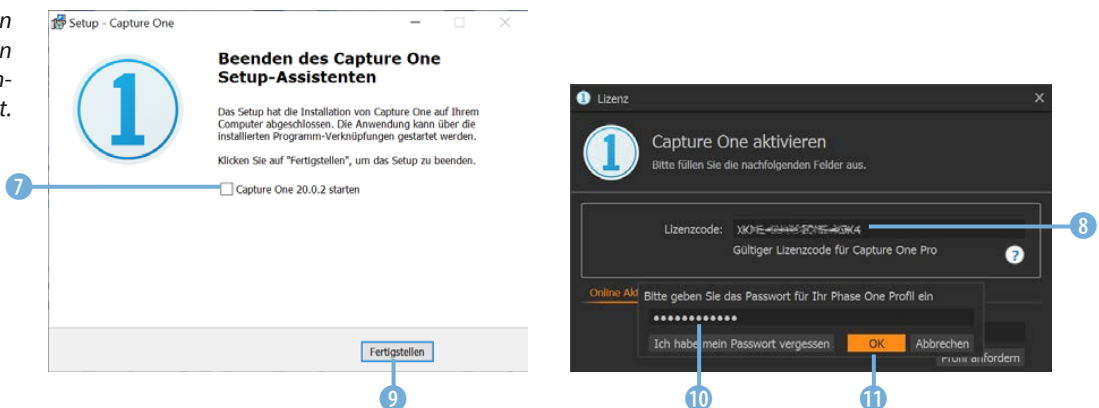 n
n
n-
t.
Setup - Capture One
Beenden des Capture One
Setup-Assistenten
Das Setup hat die Installation von Capture One auf Ihrem
Computer abgeschlossen. Die Anwendung kann über die
installierten Programm-Verknüpfungen gestartet werden.
Klicken Sie auf "Fertigstellen", um das Setup zu beenden.
7
Capture One 20.0.2 starten
Fertigstellen
9
Lizenz
Capture One aktivieren
Bitte füllen Sie die nachfolgenden Felder aus.
Lizenzcode:
8
Gültiger Lizenzcode für Capture One Pro
?
Online Ak
Bitte geben Sie das Passwort für Ihr Phase One Profil ein
Ich habe mein Passwort vergessen OK Abbrechen
Profil anfordern
10
11